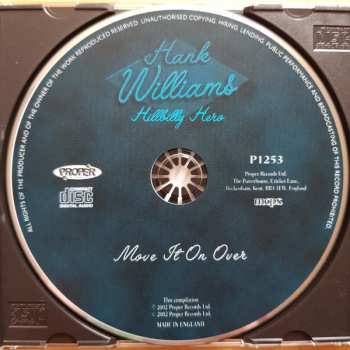 ALL RIGHTS OF THE PRODUCER AND OF THE OWNER OF THE WORK REPRODUCED RESERVED. UNAUTHORISED COPYING, HIRING, LENDING, PUBLIC PERFORMANCE AND BROADCASTING OF THIS RECORD PROHIBITED.
Hank
Williams
Hillbilly Hero
PROPER
P1253
COMPACT
disc
DIGITAL AUDIO
Proper Records Ltd.
The Powerhouse, Cricket Lane,
Beckenham, Kent. BR3 1LW. England
mcps
Move It On Over
This compilation
℗ 2002 Proper Records Ltd.
© 2002 Proper Records Ltd.
MADE IN ENGLAND